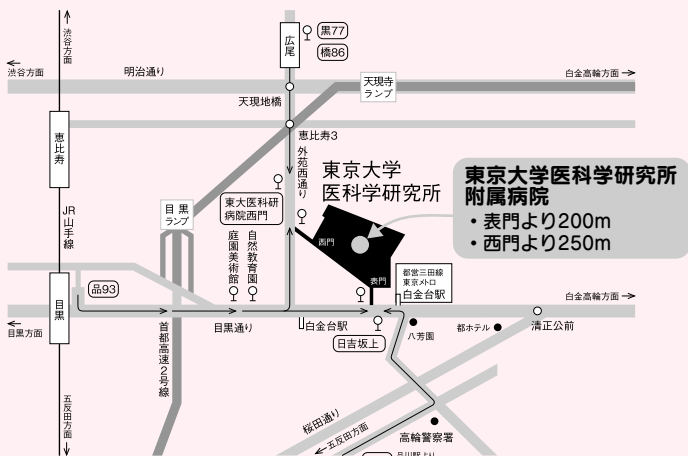 渋谷方面
渋谷方面
明治通り
広尾
黒77
橋86
天現寺
ランプ
白金高輪方面
天現地橋
恵比寿
恵比寿3
外苑西通り
東京大学
医科学研究所
東京大学医科学研究所
附属病院
・表門より200m
・西門より250m
東大医科研
病院西門
目黒
ランプ
JR山手線
庭園美術館
自然教育園
西門
表門
都営三田線
東京メトロ
白金台駅
品93
目黒
目黒方面
首都高速2号線
目黒通り
白金台駅
日吉坂上
八芳園
都ホテル
清正公前
白金高輪方面
五反田方面
桜田通り
五反田方面
高輪警察署